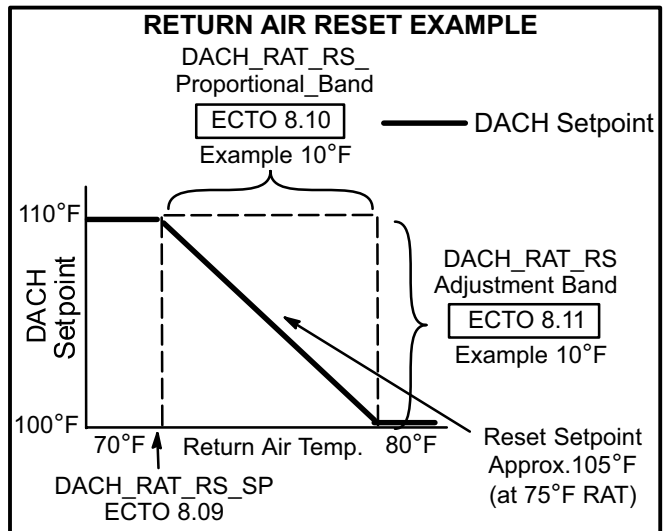 RETURN AIR RESET EXAMPLE
DACH_RAT_RS_
Proportional_Band
ECTO 8.10
Example 10°F
DACH Setpoint
110°F
DACH
Setpoint
100°F
DACH_RAT_RS
Adjustment Band
ECTO 8.11
Example 10°F
70°F
Return Air Temp.
80°F
Reset Setpoint
Approx.105°F
(at 75°F RAT)
DACH_RAT_RS_SP
ECTO 8.09